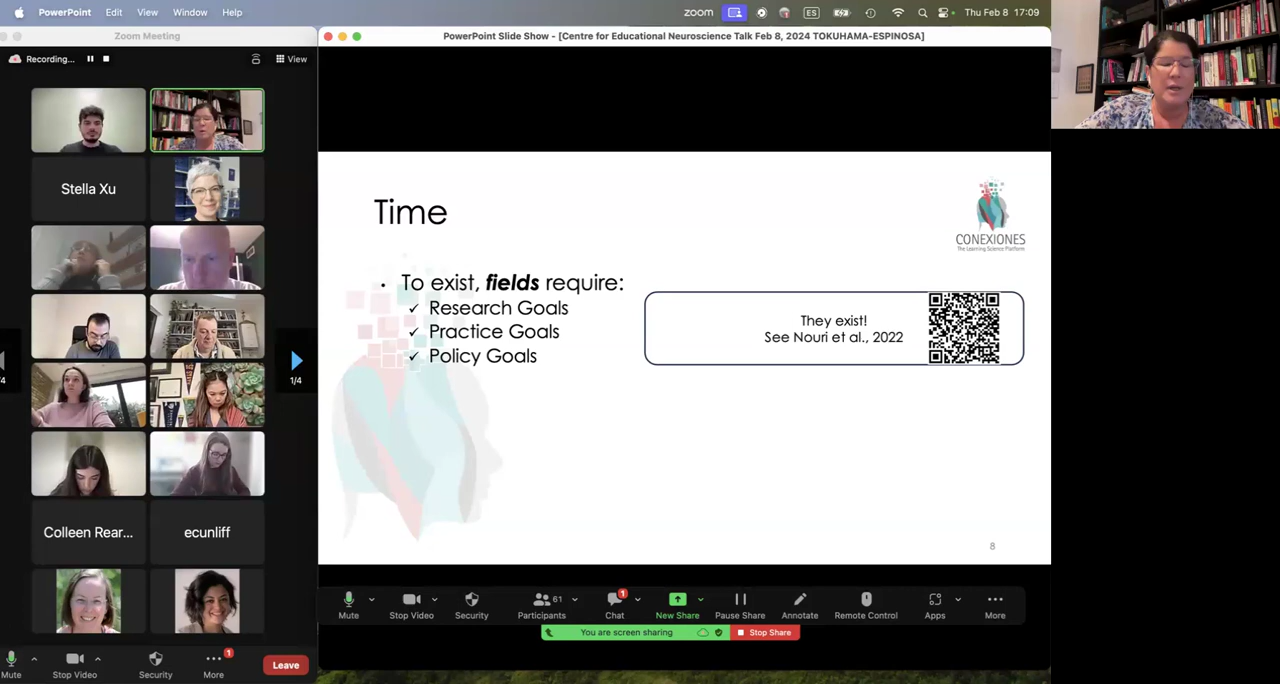 PowerPoint Edit View Window Help
zoom ES Thu Feb 8 17:09
Zoom Meeting
PowerPoint Slide Show - [Centre for Educational Neuroscience Talk Feb 8, 2024 TOKUHAMA-ESPINOSA]
Recording...
View
Stella Xu
Colleen Rear...
ecunliff
/4
1/4
Time
CONEXIONES
The Learning Science Platform
• To exist, fields require:
✓ Research Goals
✓ Practice Goals
✓ Policy Goals
They exist!
See Nouri et al., 2022
8
Mute
Stop Video
Security
61
Participants
1
Chat
New Share
Pause Share
Annotate
Remote Control
Apps
More
You are screen sharing
Stop Share
Mute
Stop Video
Security
1
More
Leave